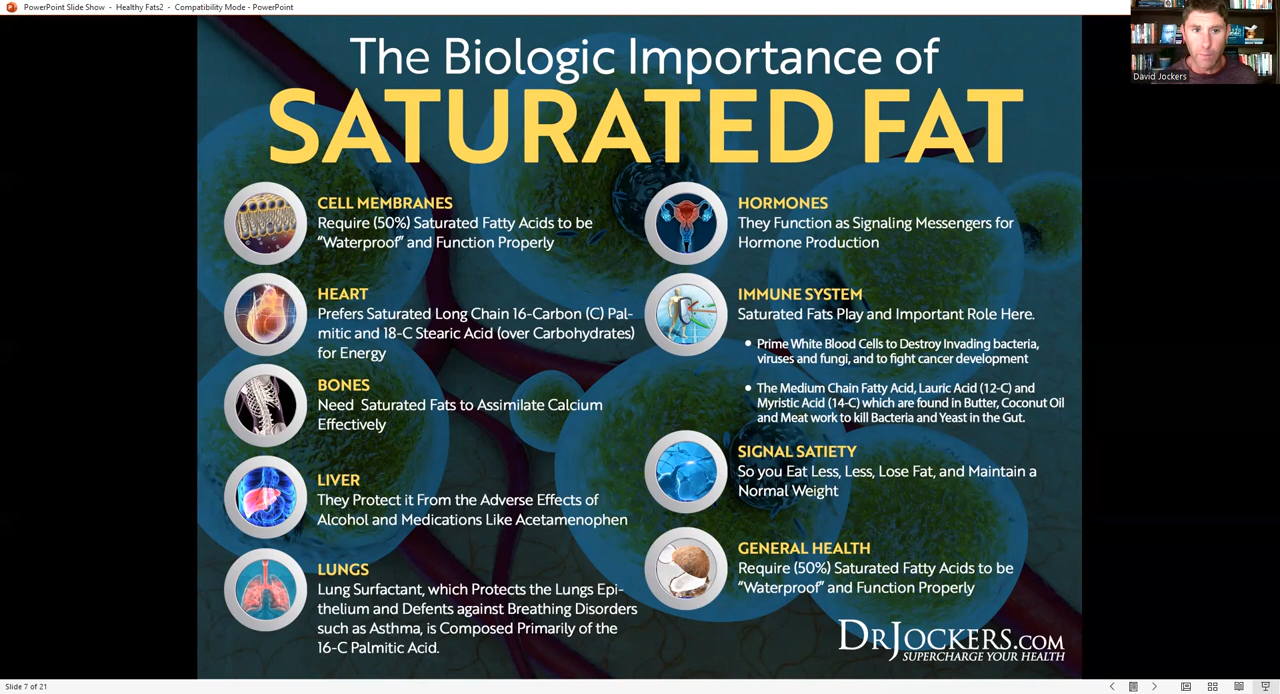 PowerPoint Slide Show - Healthy Fats2 - Compatibility Mode - PowerPoint
David Jockers
The Biologic Importance of
SATURATED FAT
CELL MEMBRANES
Require (50%) Saturated Fatty Acids to be
“Waterproof” and Function Properly
HEART
Prefers Saturated Long Chain 16-Carbon (C) Pal-
mitic and 18-C Stearic Acid (over Carbohydrates)
for Energy
BONES
Need Saturated Fats to Assimilate Calcium
Effectively
LIVER
They Protect it From the Adverse Effects of
Alcohol and Medications Like Acetamenophen
LUNGS
Lung Surfactant, which Protects the Lungs Epi-
thelium and Defents against Breathing Disorders
such as Asthma, is Composed Primarily of the
16-C Palmitic Acid.
HORMONES
They Function as Signaling Messengers for
Hormone Production
IMMUNE SYSTEM
Saturated Fats Play and Important Role Here.
• Prime White Blood Cells to Destroy Invading bacteria,
viruses and fungi, and to fight cancer development
• The Medium Chain Fatty Acid, Lauric Acid (12-C) and
Myristic Acid (14-C) which are found in Butter, Coconut Oil
and Meat work to kill Bacteria and Yeast in the Gut.
SIGNAL SATIETY
So you Eat Less, Less, Lose Fat, and Maintain a
Normal Weight
GENERAL HEALTH
Require (50%) Saturated Fatty Acids to be
“Waterproof” and Function Properly
DRJOCKERS.COM
SUPERCHARGE YOUR HEALTH
Slide 7 of 21